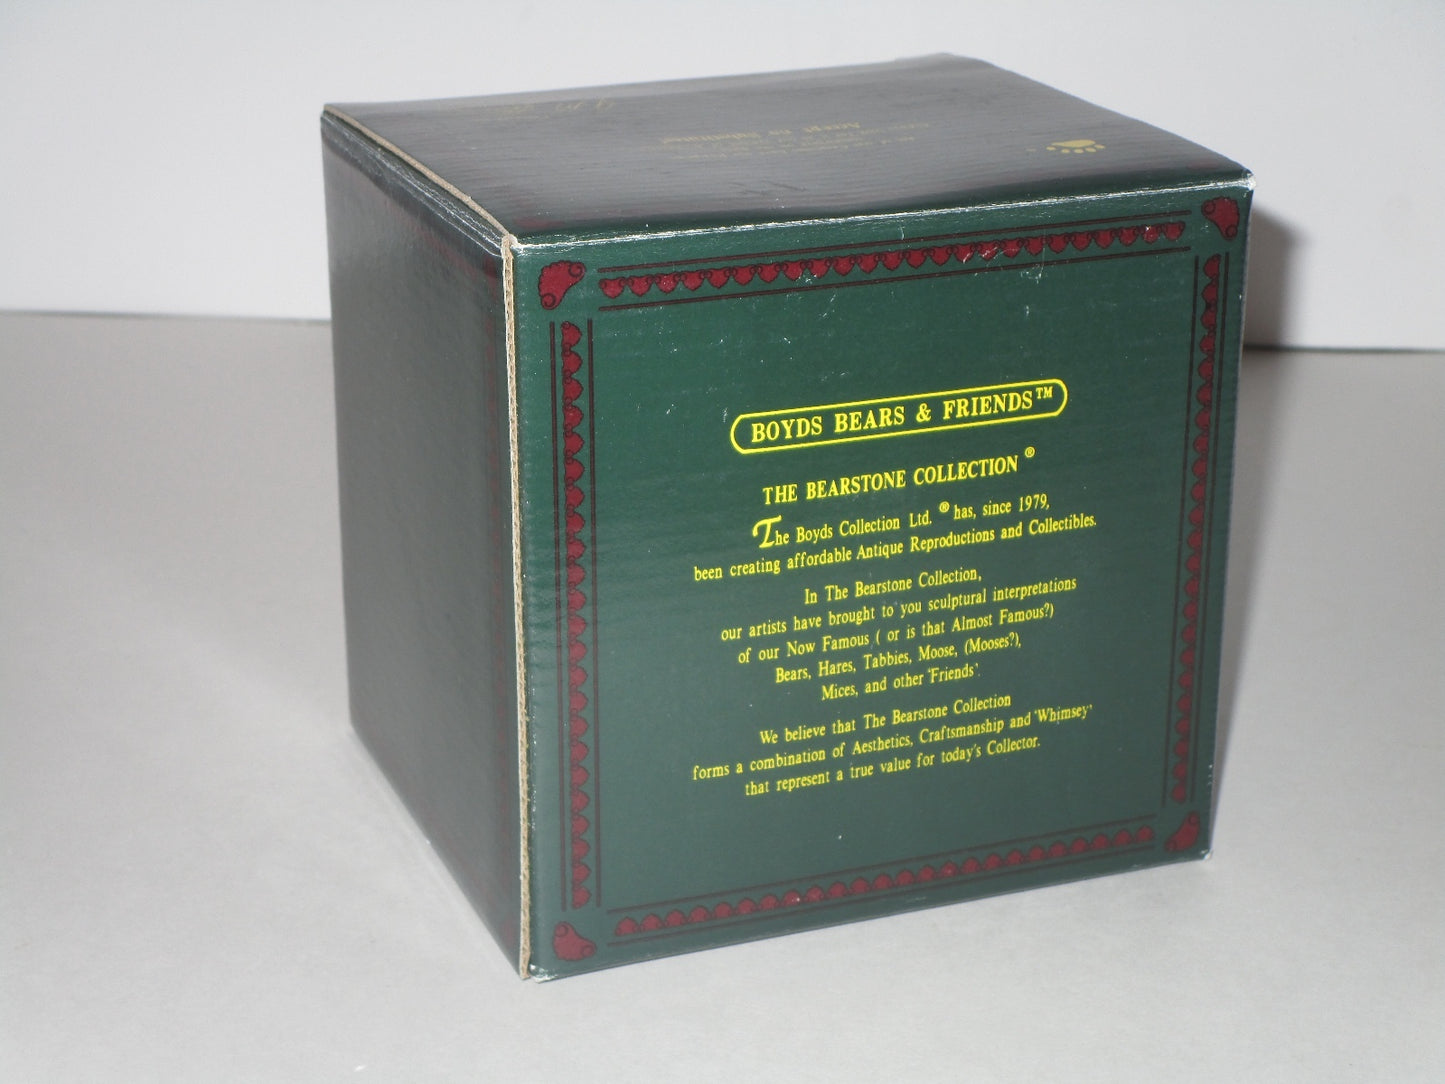 Accept no Substitutes!
BOYDS BEARS & FRIENDS™
THE BEARSTONE COLLECTION ®
The Boyds Collection Ltd. ® has, since 1979,
been creating affordable Antique Reproductions and Collectibles.
In The Bearstone Collection,
our artists have brought to you sculptural interpretations
of our Now Famous ( or is that Almost Famous?)
Bears, Hares, Tabbies, Moose, (Mooses?),
Mices, and other 'Friends'.
We believe that The Bearstone Collection
forms a combination of Aesthetics, Craftsmanship and 'Whimsey'
that represent a true value for today's Collector.